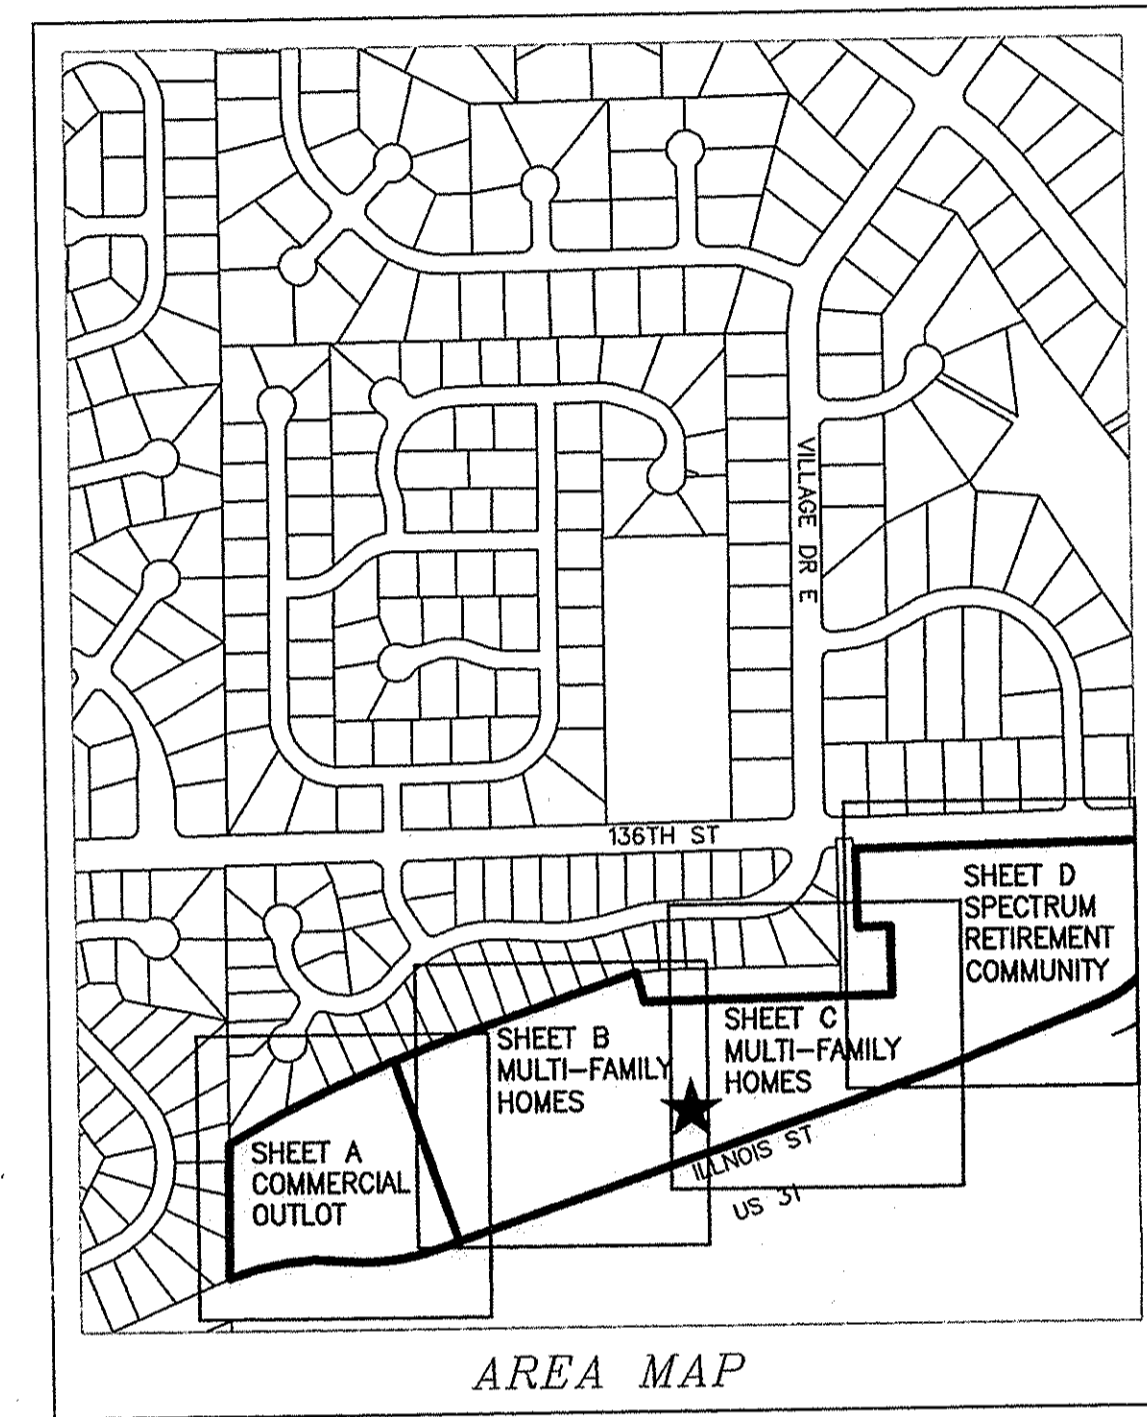 VILLAGE DR E
136TH ST
SHEET D
SPECTRUM
RETIREMENT
COMMUNITY
SHEET C
MULTI-FAMILY
HOMES
SHEET B
MULTI-FAMILY
HOMES
SHEET A
COMMERCIAL
OUTLOT
ILLNOIS ST
US 31
AREA MAP